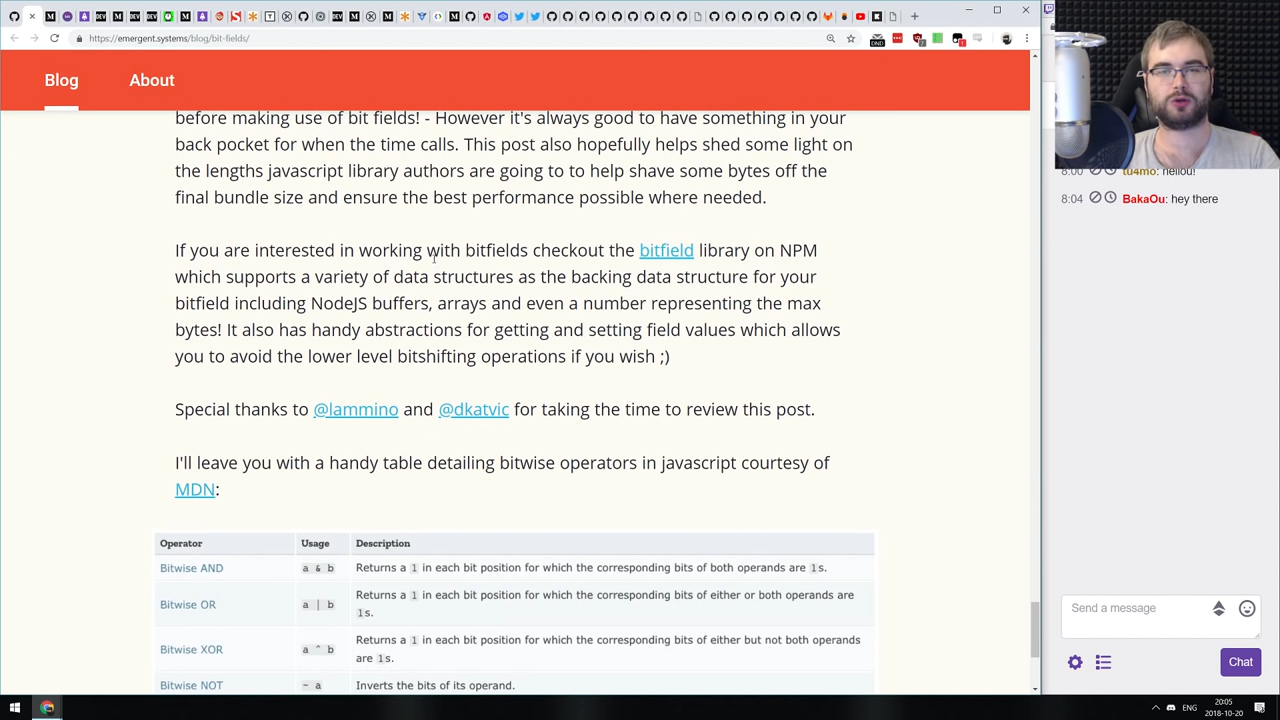 https://emergent.systems/blog/bit-fields/
Blog
About
before making use of bit fields! - However it's always good to have something in your
back pocket for when the time calls. This post also hopefully helps shed some light on
the lengths javascript library authors are going to to help shave some bytes off the
final bundle size and ensure the best performance possible where needed.
If you are interested in working with bitfields checkout the bitfield library on NPM
which supports a variety of data structures as the backing data structure for your
bitfield including NodeJS buffers, arrays and even a number representing the max
bytes! It also has handy abstractions for getting and setting field values which allows
you to avoid the lower level bitshifting operations if you wish ;)
Special thanks to @lammino and @dkatvic for taking the time to review this post.
I'll leave you with a handy table detailing bitwise operators in javascript courtesy of
MDN:
Operator Usage Description
Bitwise AND a & b Returns a 1 in each bit position for which the corresponding bits of both operands are 1s.
Bitwise OR a | b Returns a 1 in each bit position for which the corresponding bits of either or both operands are
1s.
Bitwise XOR a ^ b Returns a 1 in each bit position for which the corresponding bits of either but not both operands
are 1s.
Bitwise NOT ~ a Inverts the bits of its operand.
8:00 tu4mo: hellou!
8:04 BakaOu: hey there
Send a message
Chat
ENG
20:05
2018-10-20